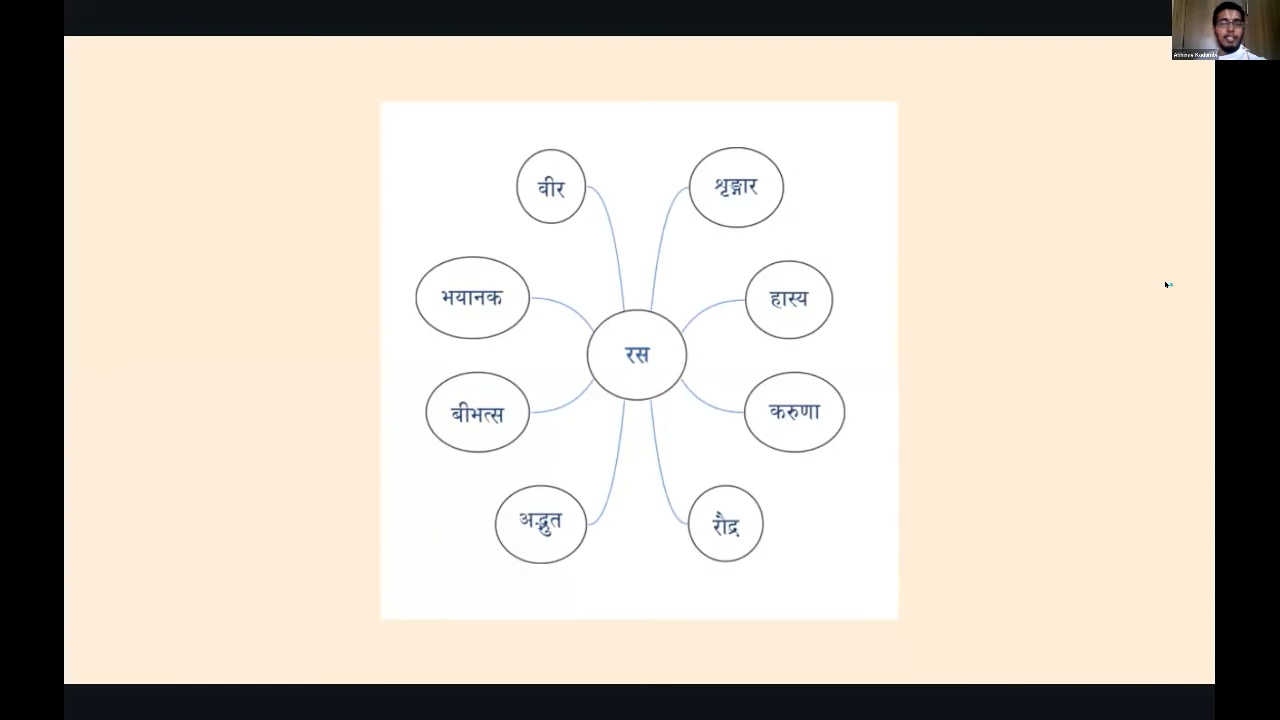 वीर
शृङ्गार
भयानक
हास्य
रस
बीभत्स
करुणा
अद्भुत
रौद्र